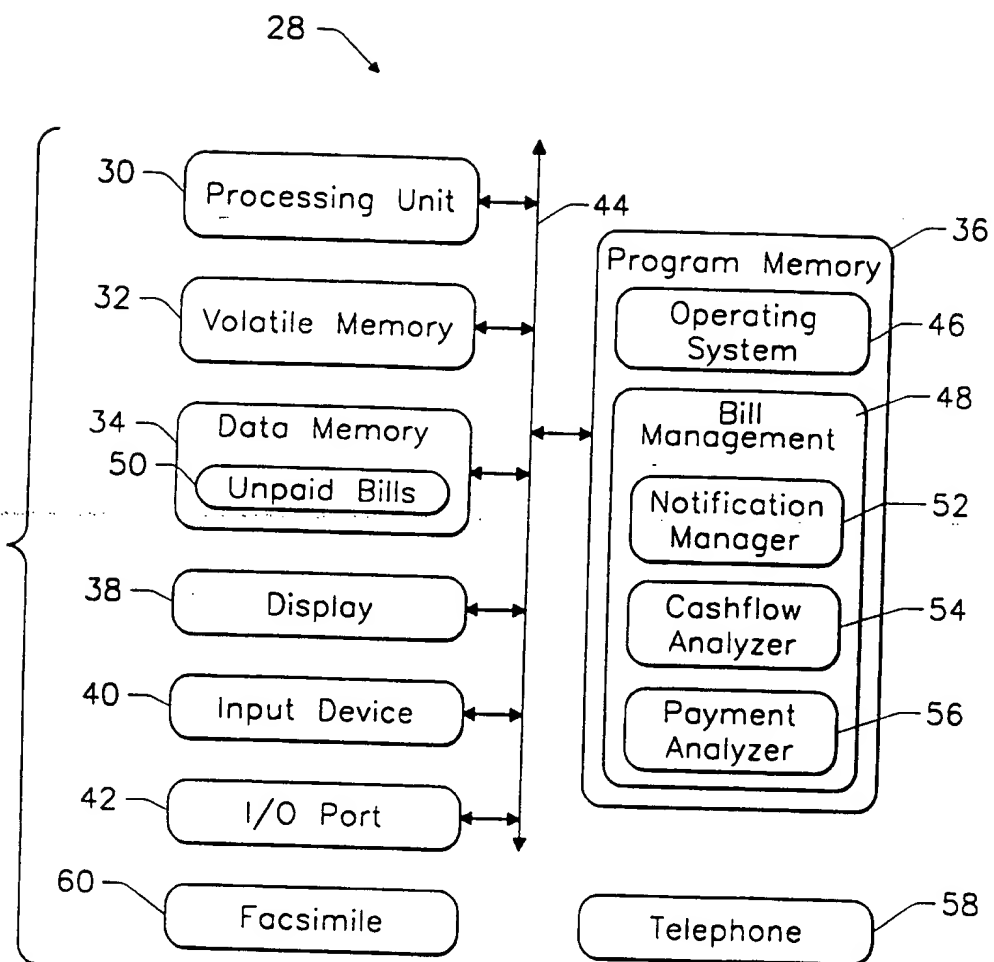 28
30
Processing Unit
44
32
Volatile Memory
34
Data Memory
50
Unpaid Bills
38
Display
40
Input Device
42
I/O Port
60
Facsimile
36
Program Memory
Operating
System
46
Bill
Management
48
Notification
Manager
52
Cashflow
Analyzer
54
Payment
Analyzer
56
Telephone
58